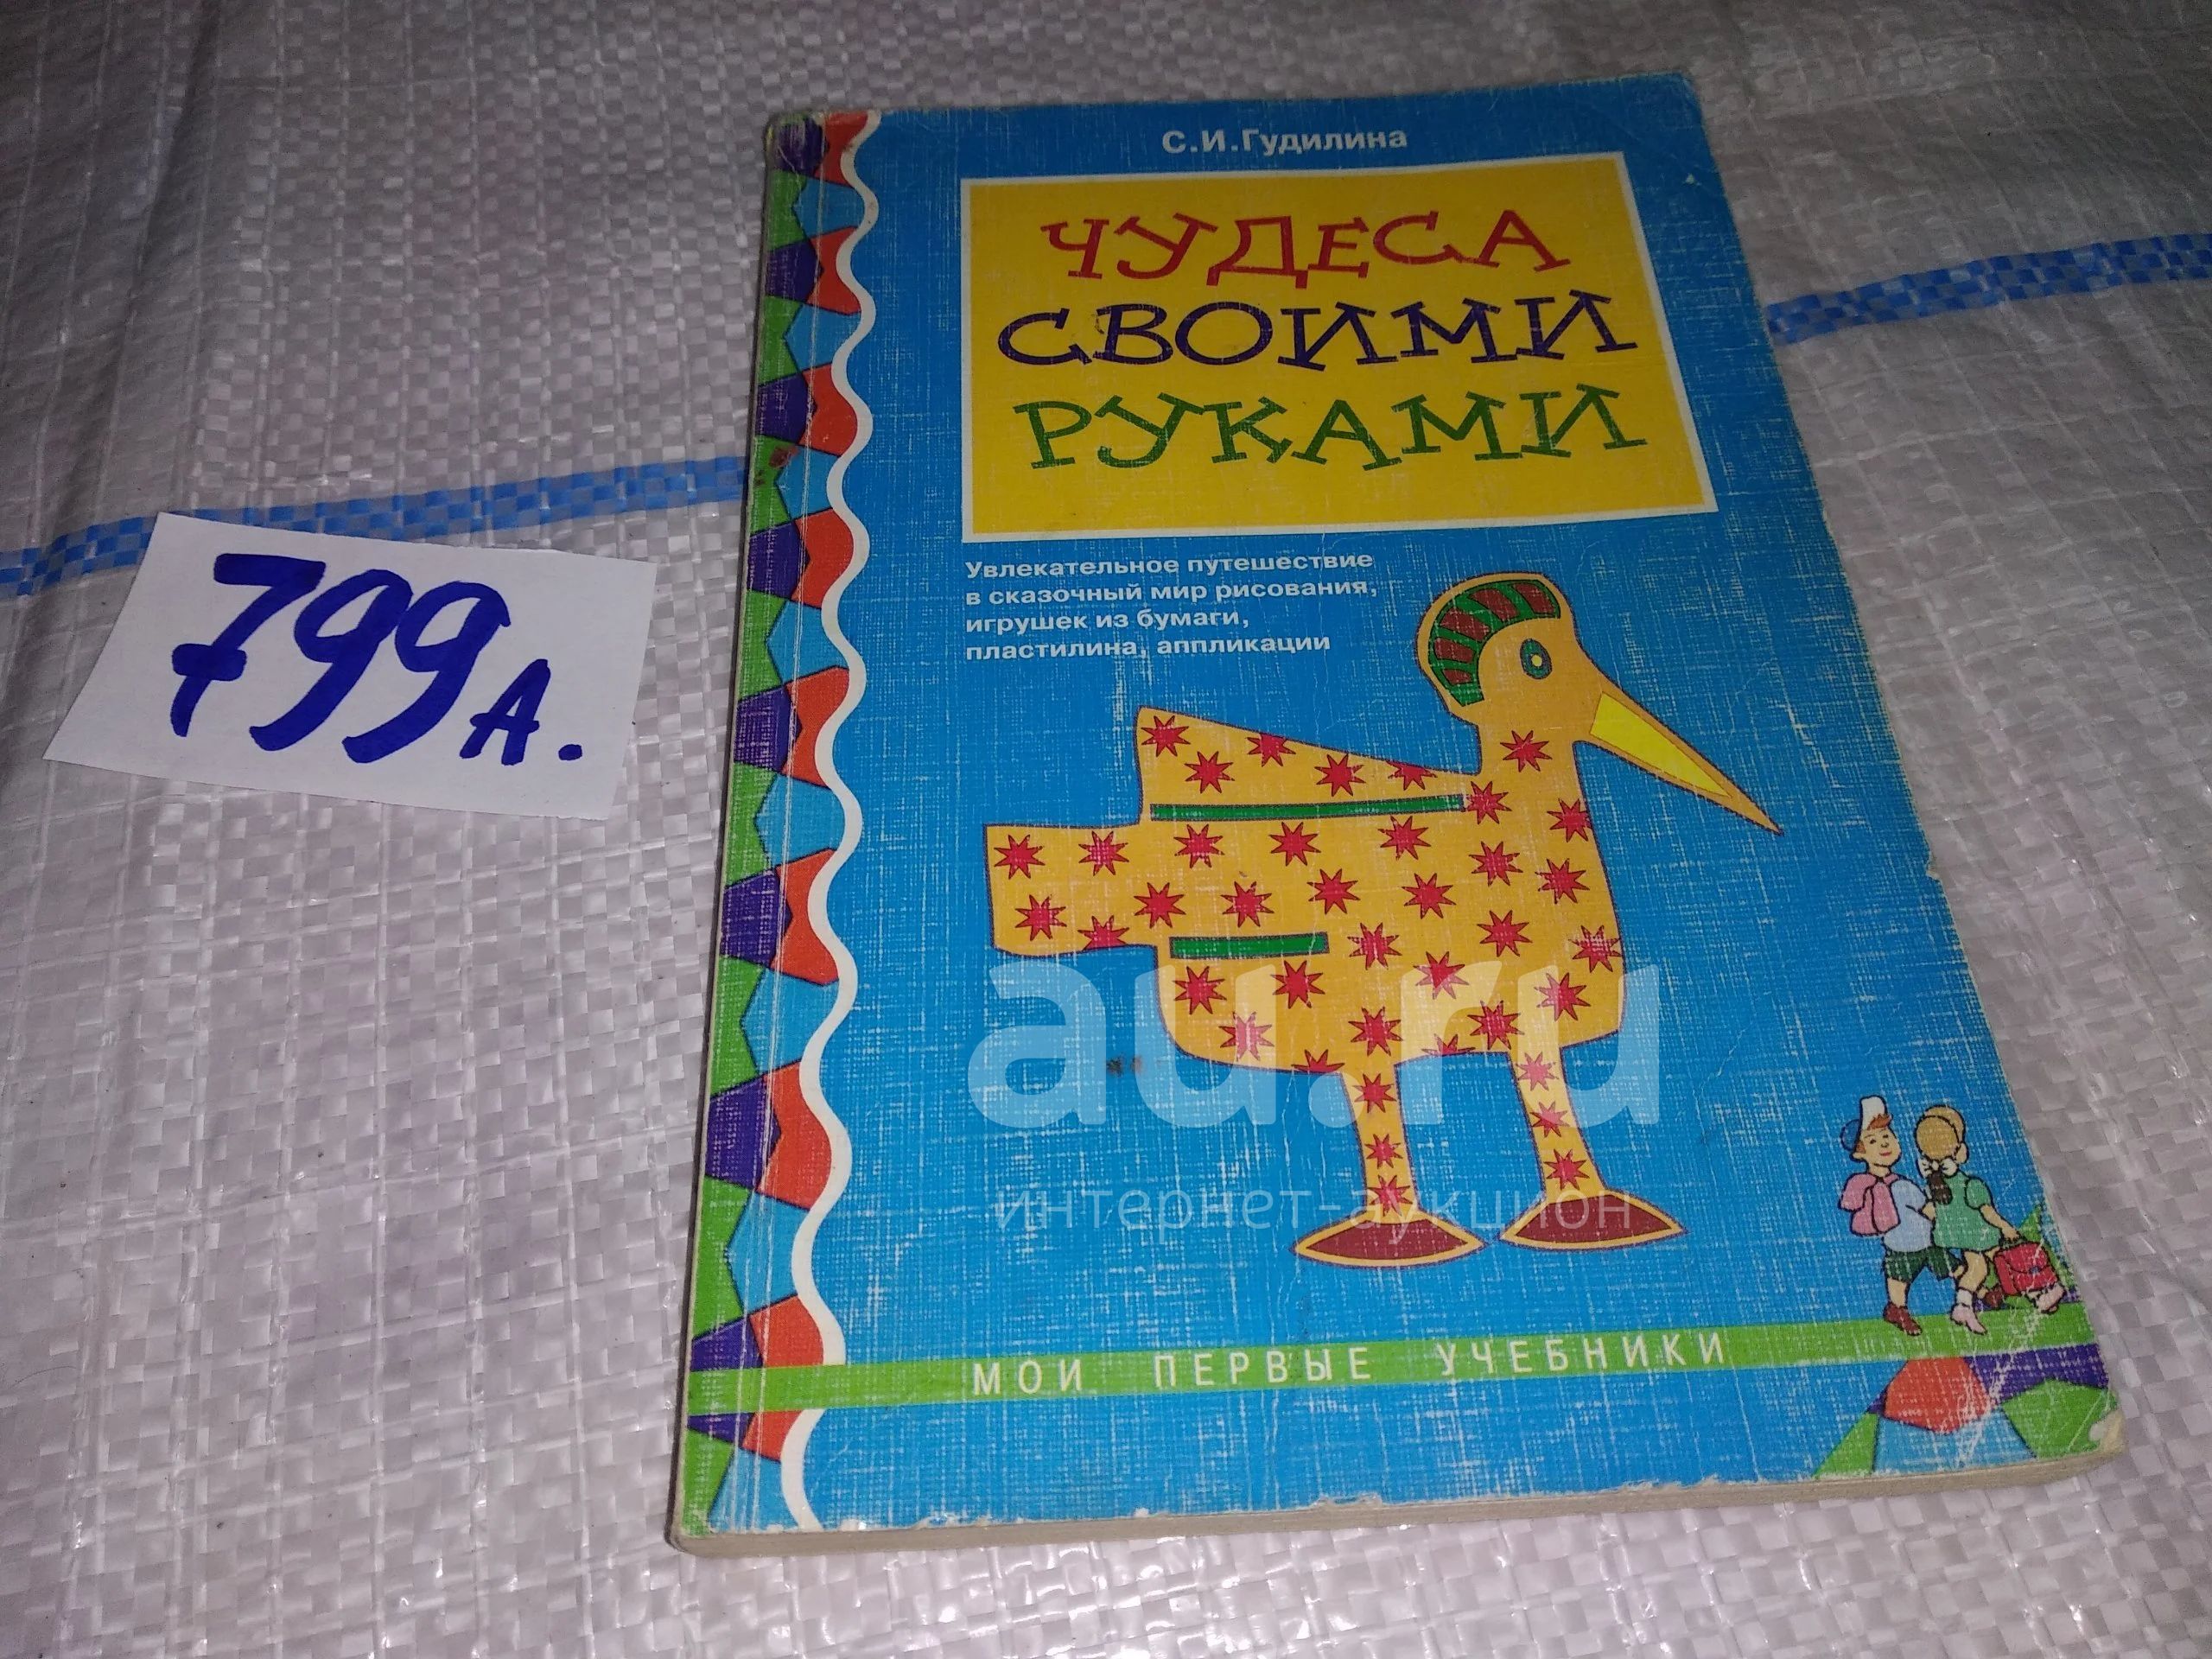 С.И.Гудилина
ЧУДЕСА
СВОИМИ
РУКАМИ
Увлекательное путешествие
в сказочный мир рисования,
игрушек из бумаги,
пластилина, аппликации
799А.
au.ru
интернет-аукцион
МОИ ПЕРВЫЕ УЧЕБНИКИ